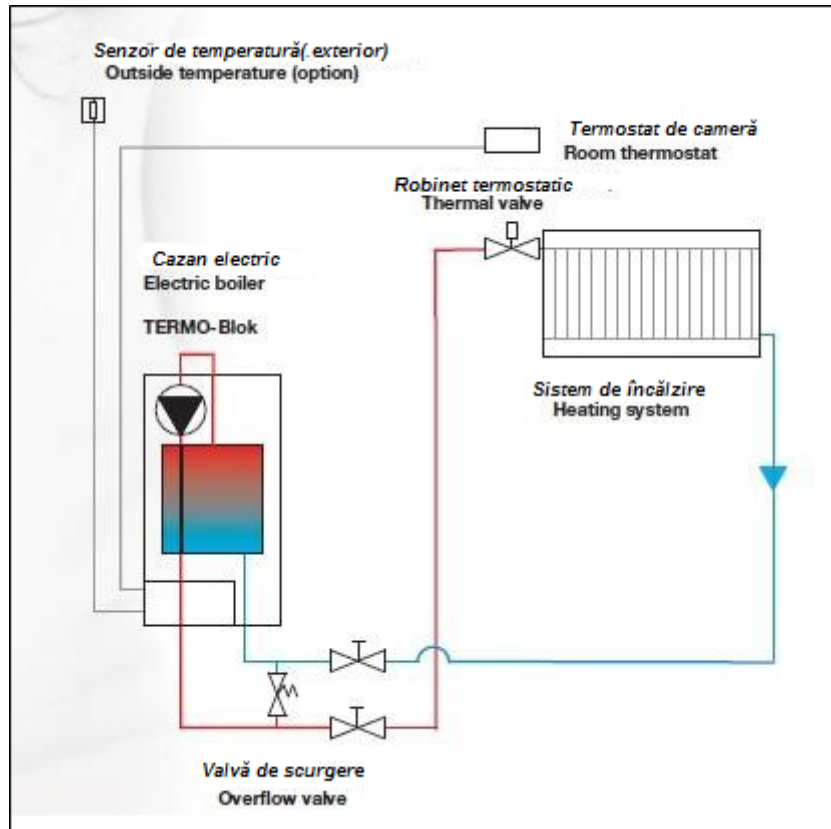 Senzor de temperatură(.exterior)
Outside temperature (option)
Termostat de cameră
Room thermostat
Robinet termostatic
Thermal valve
Cazan electric
Electric boiler
TERMO-Blok
Sistem de încălzire
Heating system
Valvă de scurgere
Overflow valve